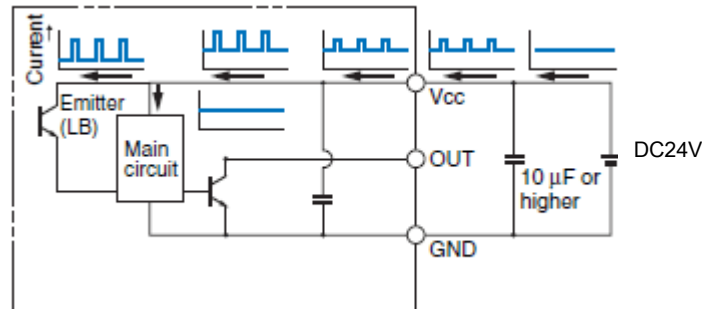 Current
Emitter
(LB)
Main
circuit
Vcc
OUT
GND
10 μF or
higher
DC24V